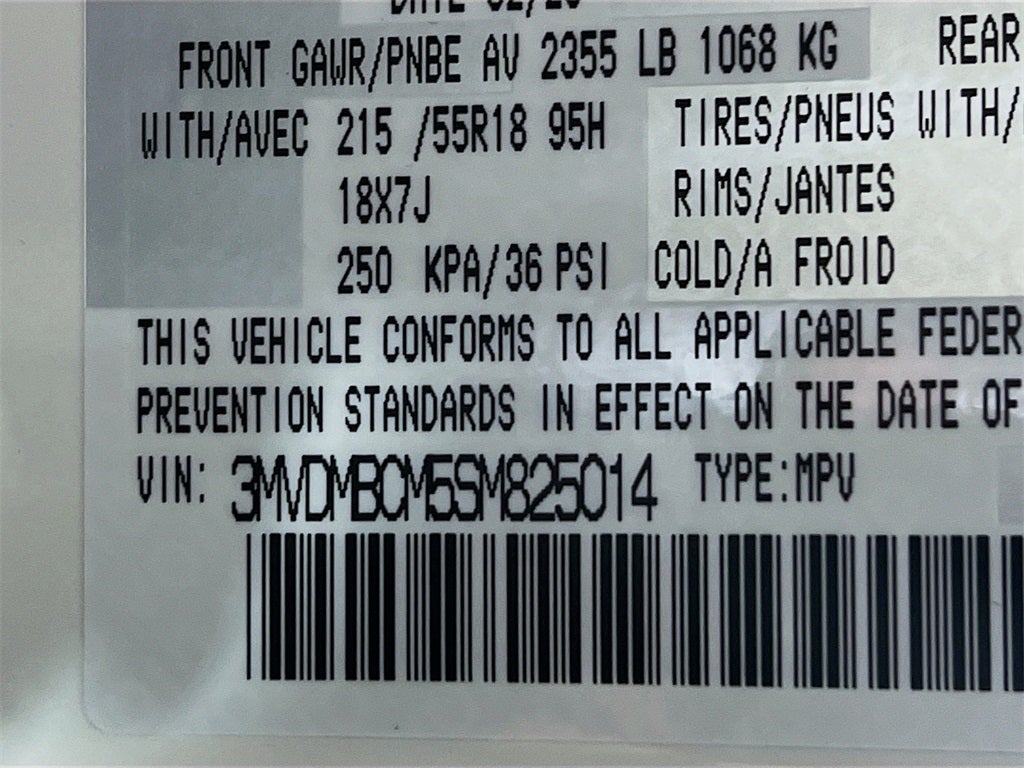 FRONT GAWR/PNBE AV 2355 LB 1068 KG REAR
WITH/AVEC 215 /55R18 95H TIRES/PNEUS WITH/
18X7J RIMS/JANTES
250 KPA/36 PSI COLD/A FROID
THIS VEHICLE CONFORMS TO ALL APPLICABLE FEDER
PREVENTION STANDARDS IN EFFECT ON THE DATE OF
VIN: 3MVDMBCM5SM825014 TYPE:MPV